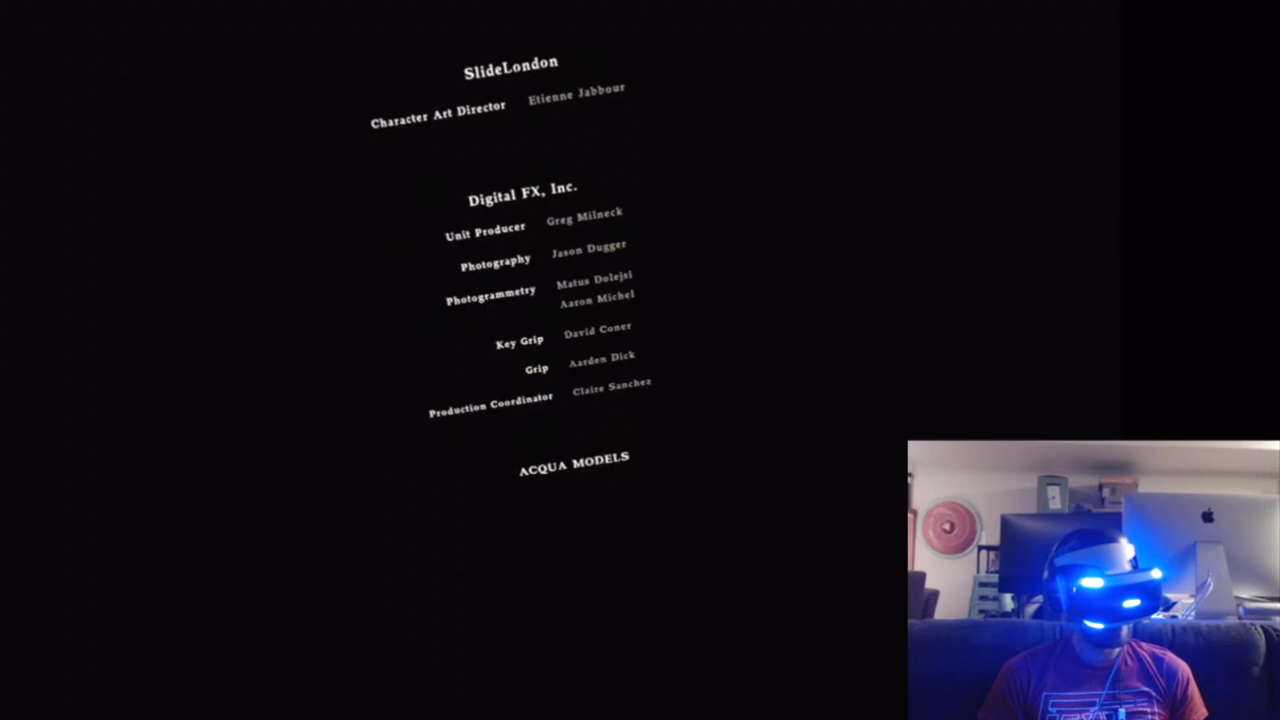 SlideLondon
Character Art Director Etienne Jabbour
Digital FX, Inc.
Unit Producer Greg Milneck
Photography Jason Dugger
Photogrammetry Matus Dolejsi
Aaron Michel
Key Grip David Coner
Grip Aarden Dick
Production Coordinator Claire Sanchez
ACQUA MODELS